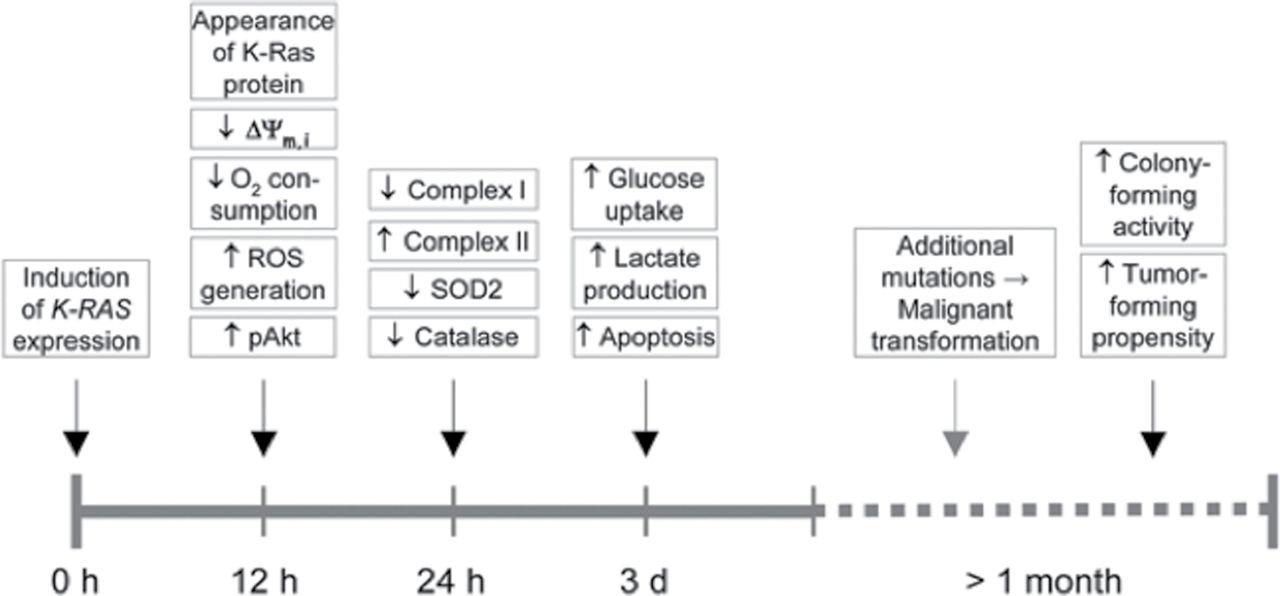 Induction
of K-RAS
expression
Appearance
of K-Ras
protein
↓ ΔΨm,i
↓ O2 con-
sumption
↑ ROS
generation
↑ pAkt
↓ Complex I
↑ Complex II
↓ SOD2
↓ Catalase
↑ Glucose
uptake
↑ Lactate
production
↑ Apoptosis
Additional
mutations →
Malignant
transformation
↑ Colony-
forming
activity
↑ Tumor-
forming
propensity
0 h
12 h
24 h
3 d
> 1 month